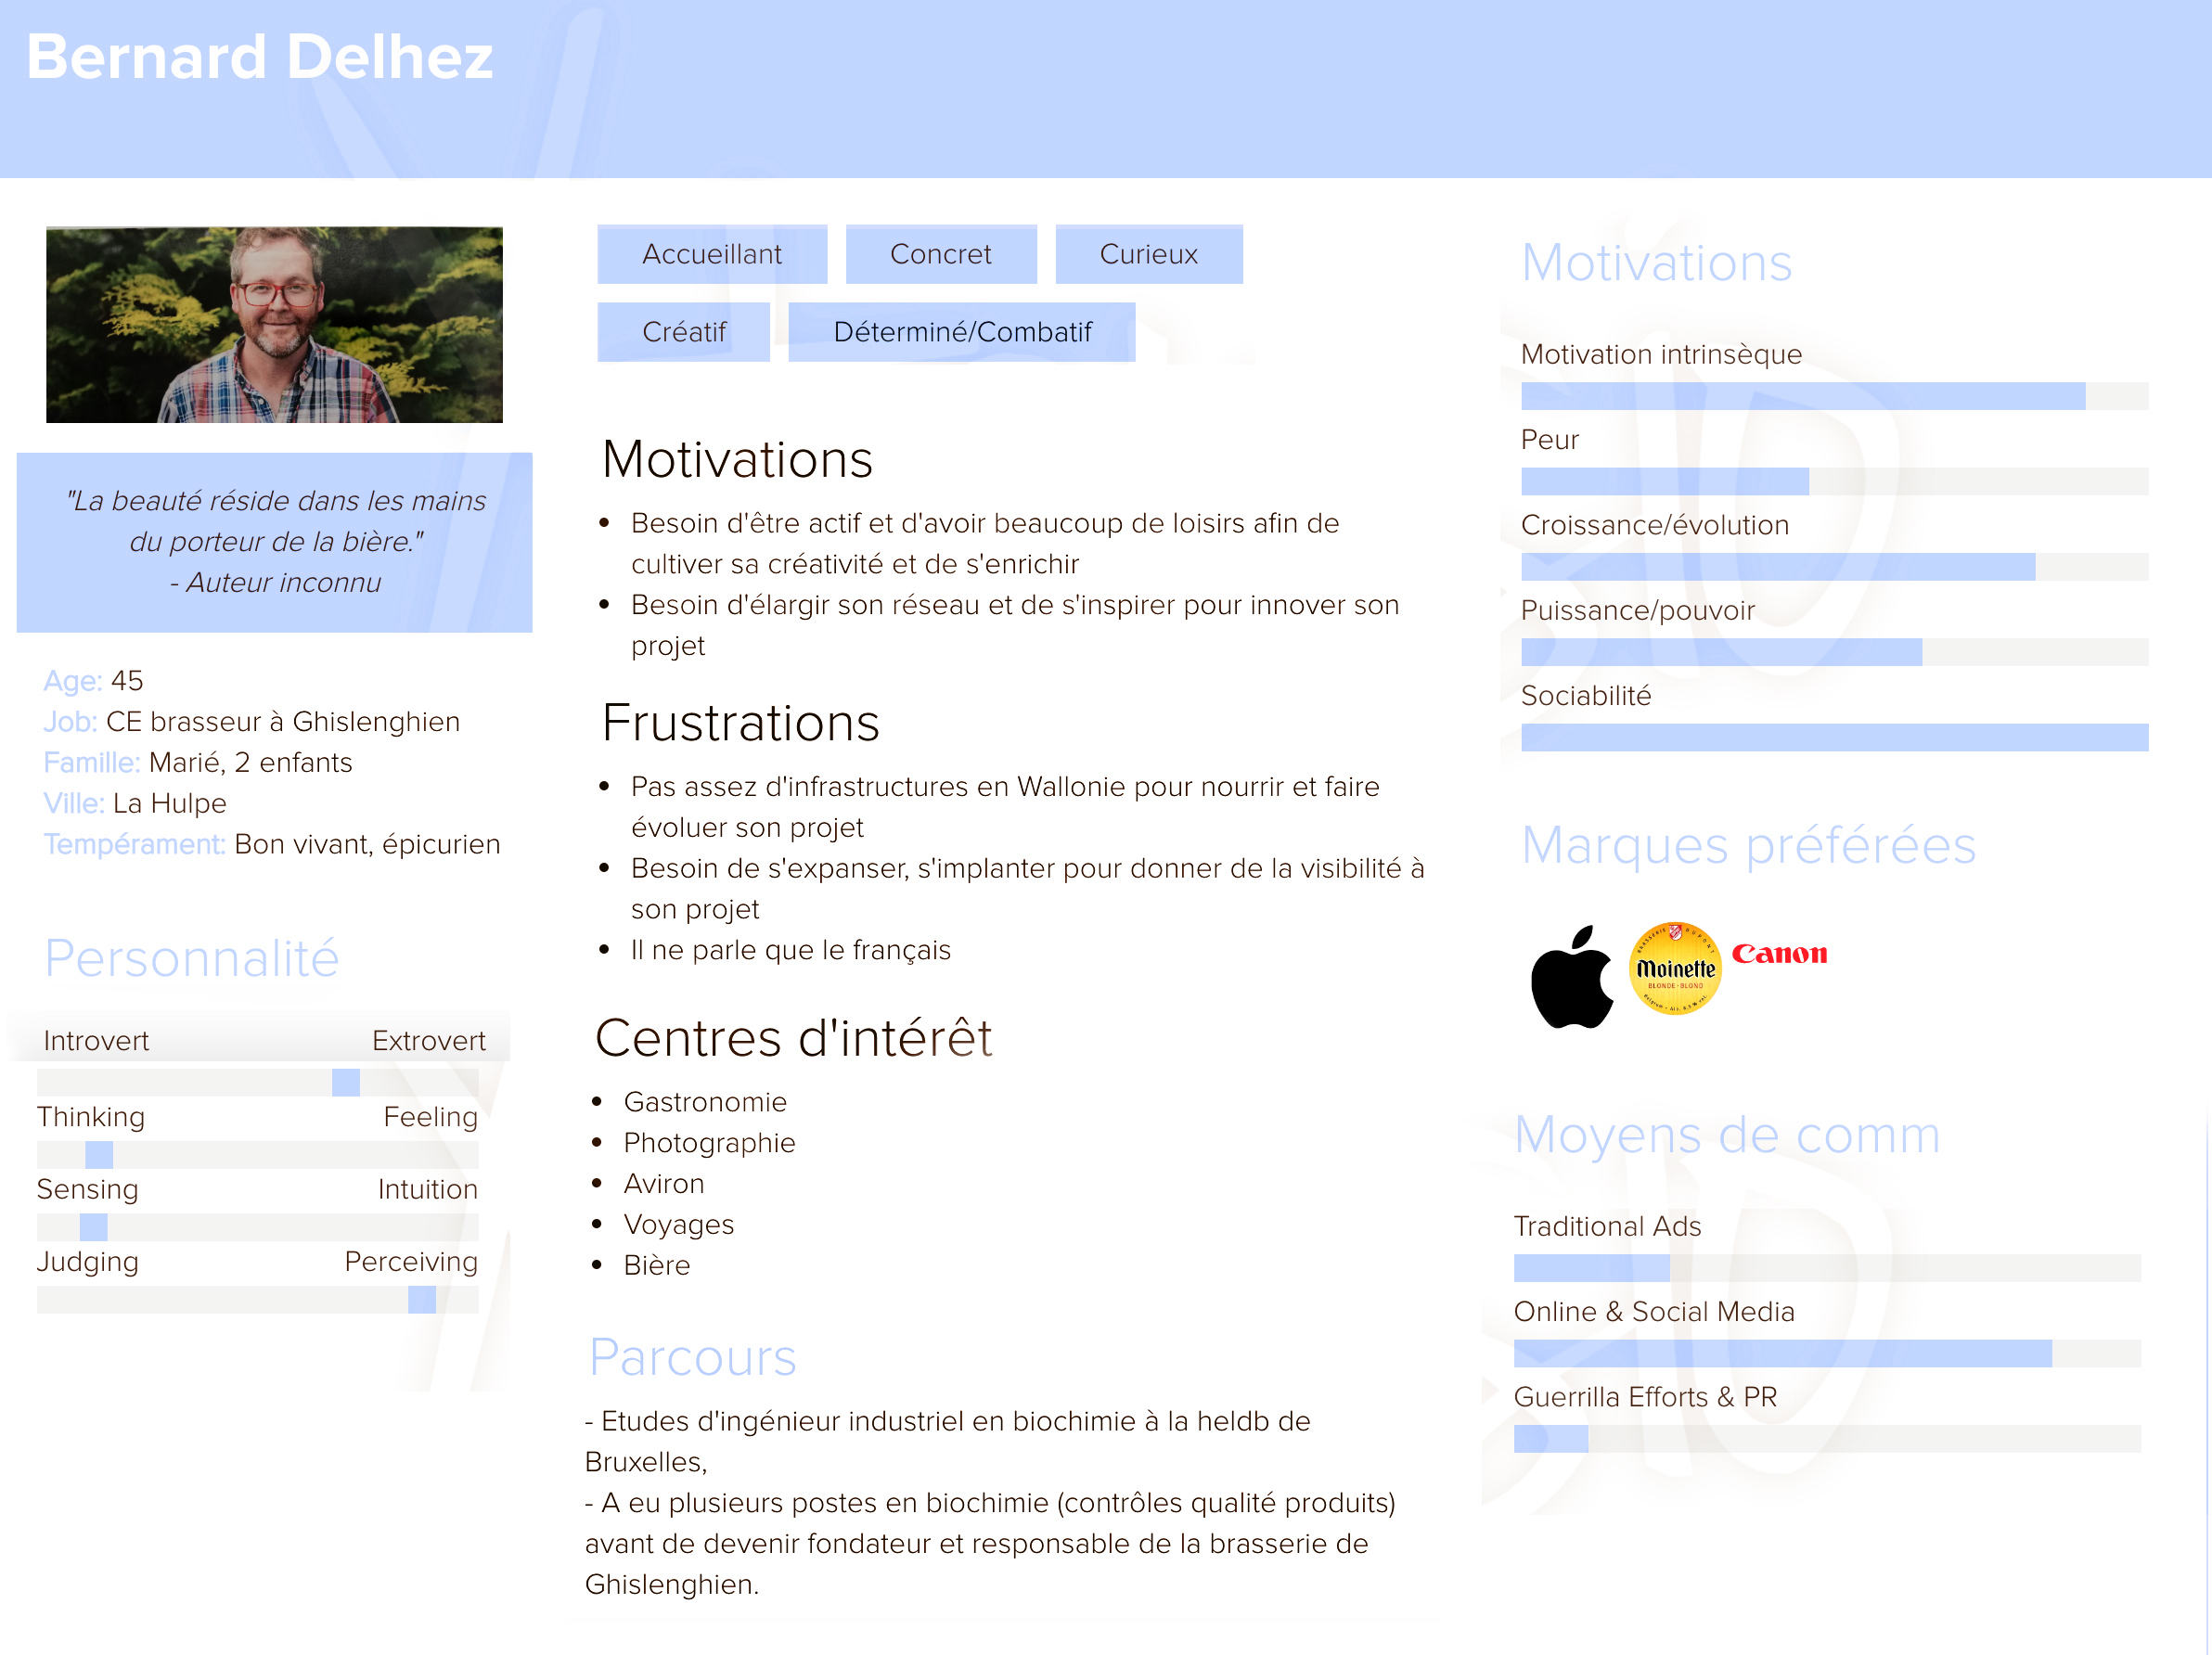 Bernard Delhez
"La beauté réside dans les mains
du porteur de la bière."
- Auteur inconnu
Age: 45
Job: CE brasseur à Ghislenghien
Famille: Marié, 2 enfants
Ville: La Hulpe
Tempérament: Bon vivant, épicurien
Personnalité
Introvert Extrovert
Thinking Feeling
Sensing Intuition
Judging Perceiving
Accueillant Concret Curieux
Créatif Déterminé/Combatif
Motivations
• Besoin d'être actif et d'avoir beaucoup de loisirs afin de
cultiver sa créativité et de s'enrichir
• Besoin d'élargir son réseau et de s'inspirer pour innover son
projet
Frustrations
• Pas assez d'infrastructures en Wallonie pour nourrir et faire
évoluer son projet
• Besoin de s'expanser, s'implanter pour donner de la visibilité à
son projet
• Il ne parle que le français
Centres d'intérêt
• Gastronomie
• Photographie
• Aviron
• Voyages
• Bière
Parcours
- Etudes d'ingénieur industriel en biochimie à la heldb de
Bruxelles,
- A eu plusieurs postes en biochimie (contrôles qualité produits)
avant de devenir fondateur et responsable de la brasserie de
Ghislenghien.
Motivations
Motivation intrinsèque
Peur
Croissance/évolution
Puissance/pouvoir
Sociabilité
Marques préférées
BRASSERIE DUPONT
Moinette
BLONDE - BLOND
Canon
Moyens de comm
Traditional Ads
Online & Social Media
Guerrilla Efforts & PR